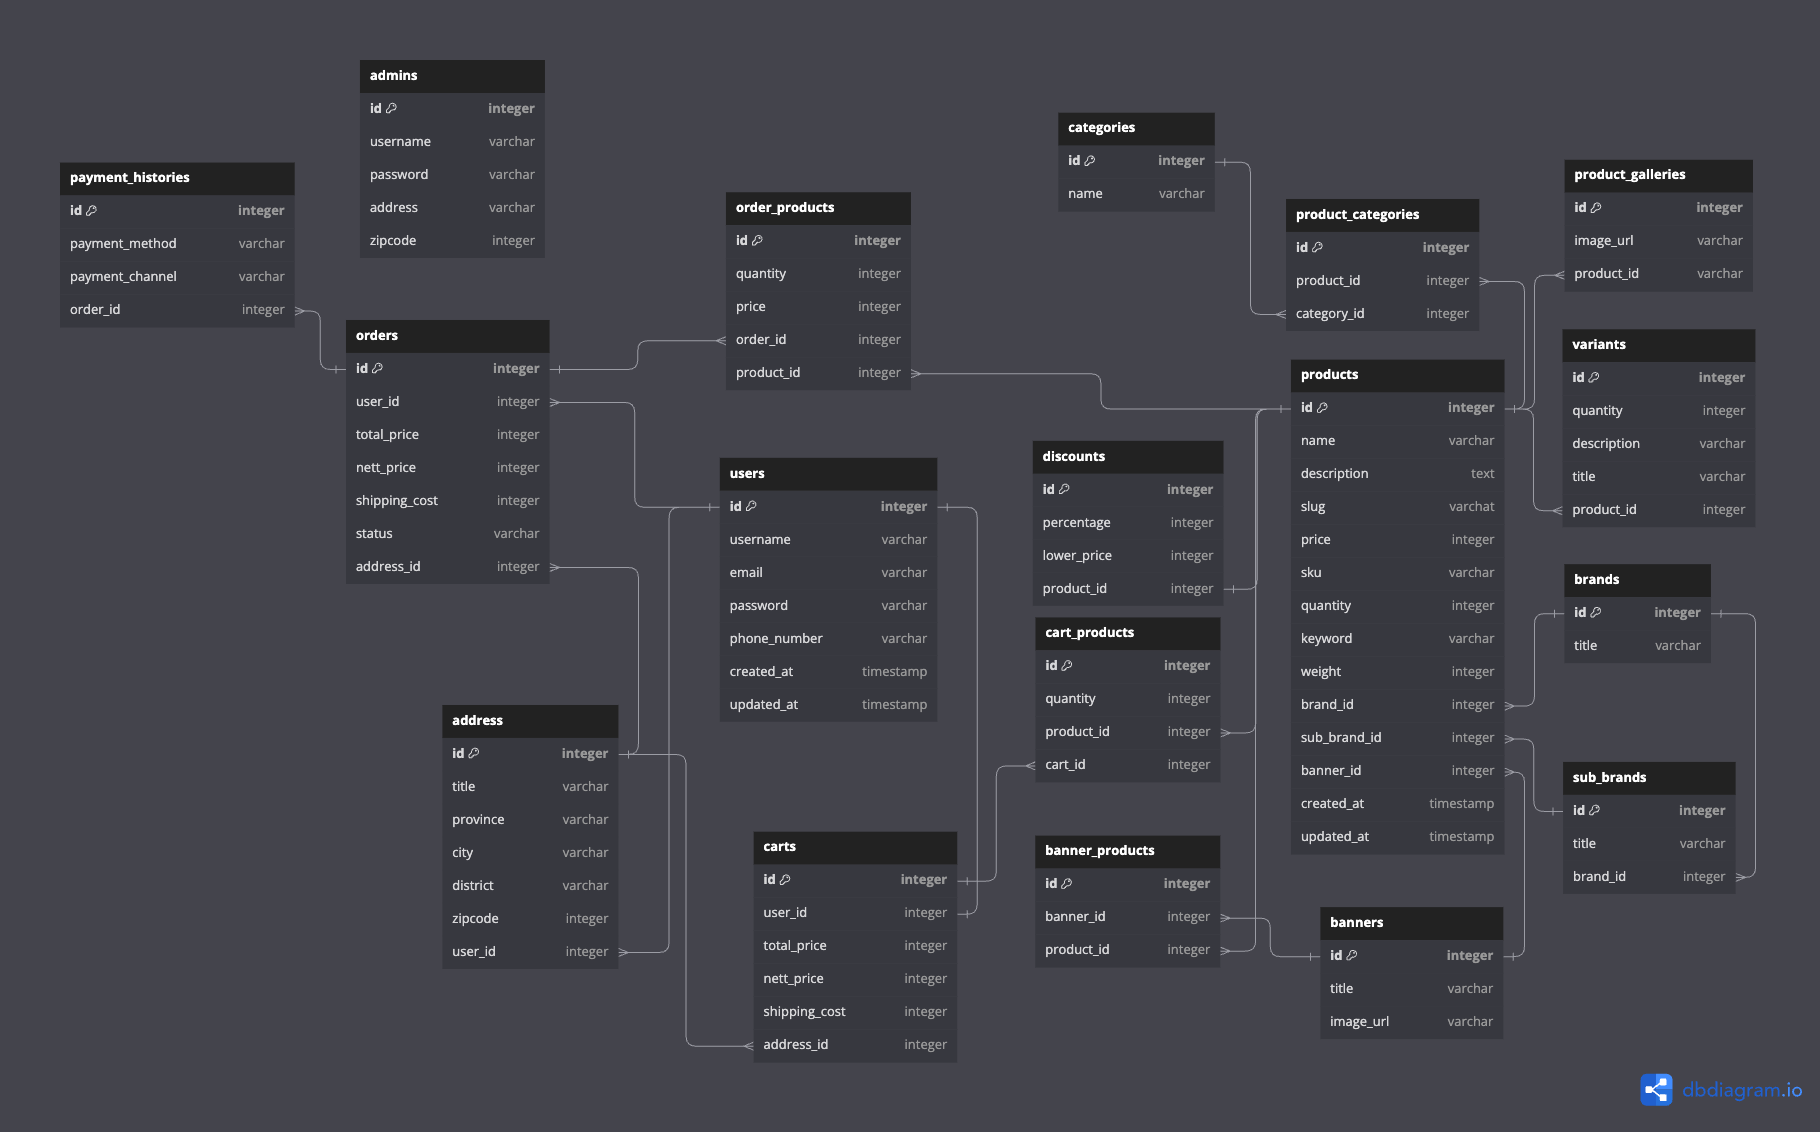 admins
id integer
username varchar
password varchar
address varchar
zipcode integer
payment_histories
id integer
payment_method varchar
payment_channel varchar
order_id integer
orders
id integer
user_id integer
total_price integer
nett_price integer
shipping_cost integer
status varchar
address_id integer
order_products
id integer
quantity integer
price integer
order_id integer
product_id integer
users
id integer
username varchar
email varchar
password varchar
phone_number varchar
created_at timestamp
updated_at timestamp
address
id integer
title varchar
province varchar
city varchar
district varchar
zipcode integer
user_id integer
carts
id integer
user_id integer
total_price integer
nett_price integer
shipping_cost integer
address_id integer
categories
id integer
name varchar
product_categories
id integer
product_id integer
category_id integer
product_galleries
id integer
image_url varchar
product_id varchar
variants
id integer
quantity integer
description varchar
title varchar
product_id integer
products
id integer
name varchar
description text
slug varchat
price integer
sku varchar
quantity integer
keyword varchar
weight integer
brand_id integer
sub_brand_id integer
banner_id integer
created_at timestamp
updated_at timestamp
discounts
id integer
percentage integer
lower_price integer
product_id integer
cart_products
id integer
quantity integer
product_id integer
cart_id integer
banner_products
id integer
banner_id integer
product_id integer
brands
id integer
title varchar
sub_brands
id integer
title varchar
brand_id integer
banners
id integer
title varchar
image_url varchar
dbdiagram.io